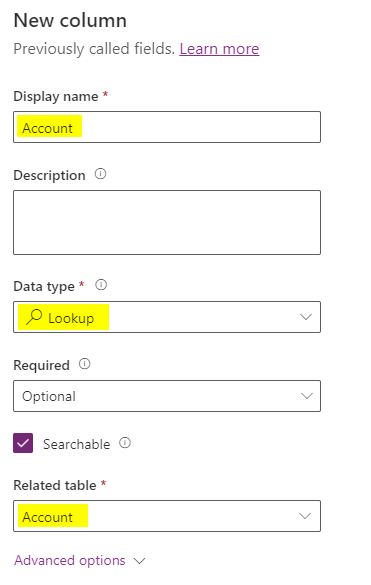 New column
Previously called fields. Learn more
Display name *
Account
Description
Data type *
Lookup
Required
Optional
Searchable
Related table *
Account
Advanced options